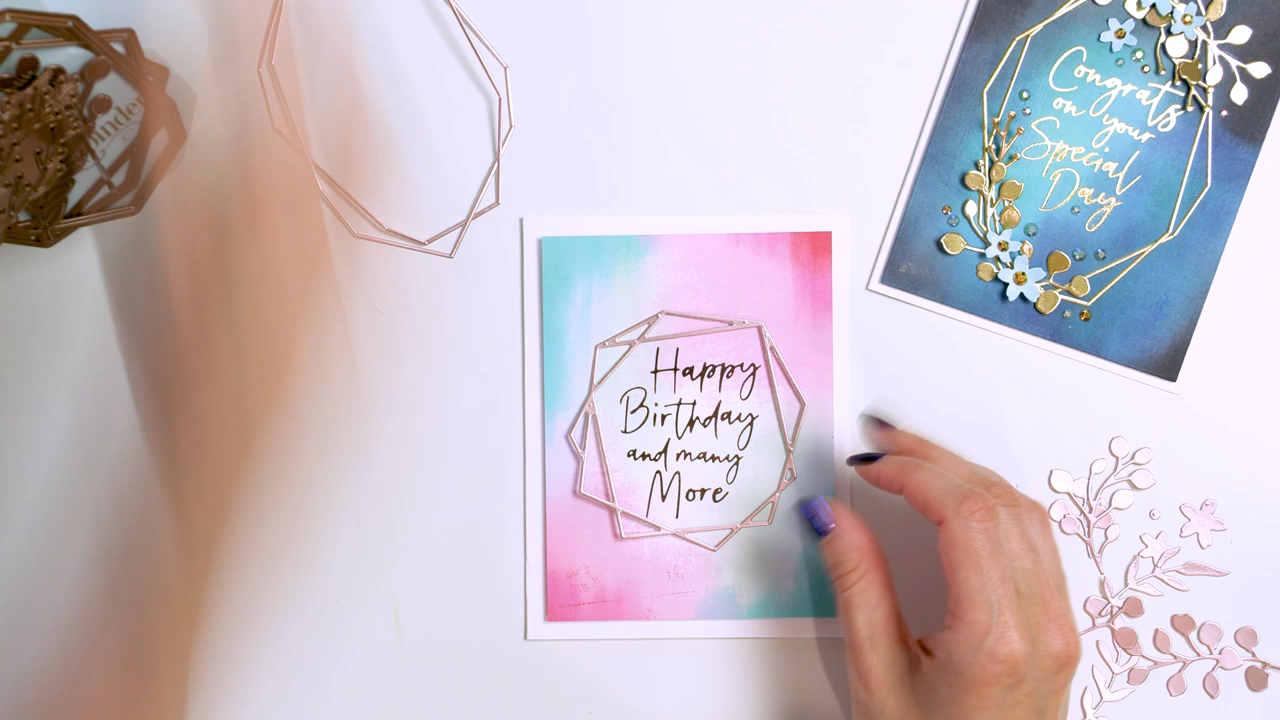 Happy
Birthday
and many
More
Congrats
on your
Special
Day